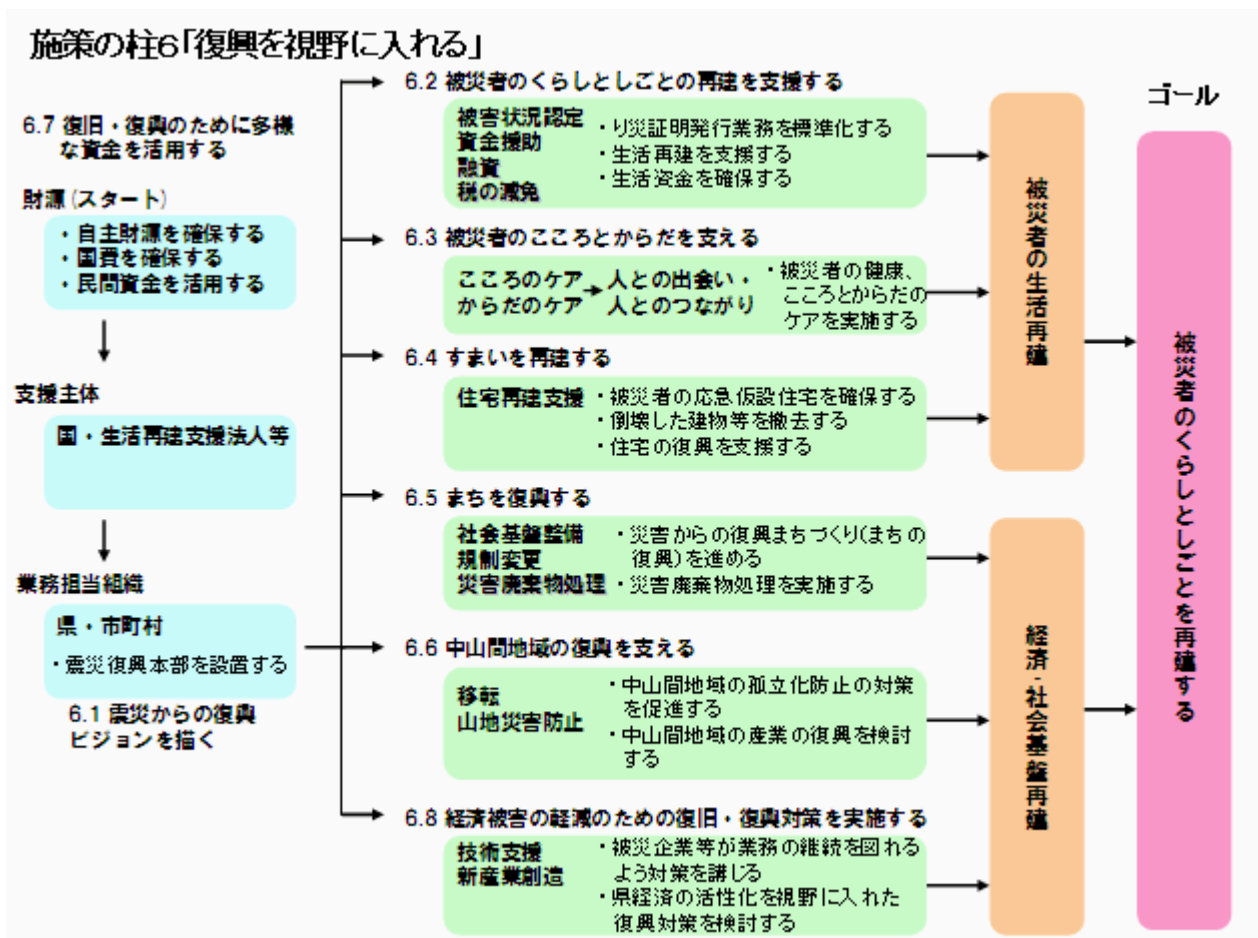 施策の柱6「復興を視野に入れる」
6.7 復旧・復興のために多様
な資金を活用する
財源(スタート)
・自主財源を確保する
・国費を確保する
・民間資金を活用する
支援主体
国・生活再建支援法人等
業務担当組織
県・市町村
・震災復興本部を設置する
6.1 震災からの復興
ビジョンを描く
6.2 被災者のくらしとしごとの再建を支援する
被害状況認定
資金援助
融資
税の減免
・り災証明発行業務を標準化する
・生活再建を支援する
・生活資金を確保する
6.3 被災者のこころとからだを支える
こころのケア
からだのケア
人との出会い・
人とのつながり
・被災者の健康、
こころとからだの
ケアを実施する
6.4 すまいを再建する
住宅再建支援
・被災者の応急仮設住宅を確保する
・倒壊した建物等を撤去する
・住宅の復興を支援する
6.5 まちを復興する
社会基盤整備
規制変更
災害廃棄物処理
・災害からの復興まちづくり(まちの
復興)を進める
・災害廃棄物処理を実施する
6.6 中山間地域の復興を支える
移転
山地災害防止
・中山間地域の孤立化防止の対策
を促進する
・中山間地域の産業の復興を検討
する
6.8 経済被害の軽減のための復旧・復興対策を実施する
技術支援
新産業創造
・被災企業等が業務の継続を図れる
よう対策を講じる
・県経済の活性化を視野に入れた
復興対策を検討する
被災者の生活再建
経済・社会基盤再建
ゴール
被災者のくらしとしごとを再建する